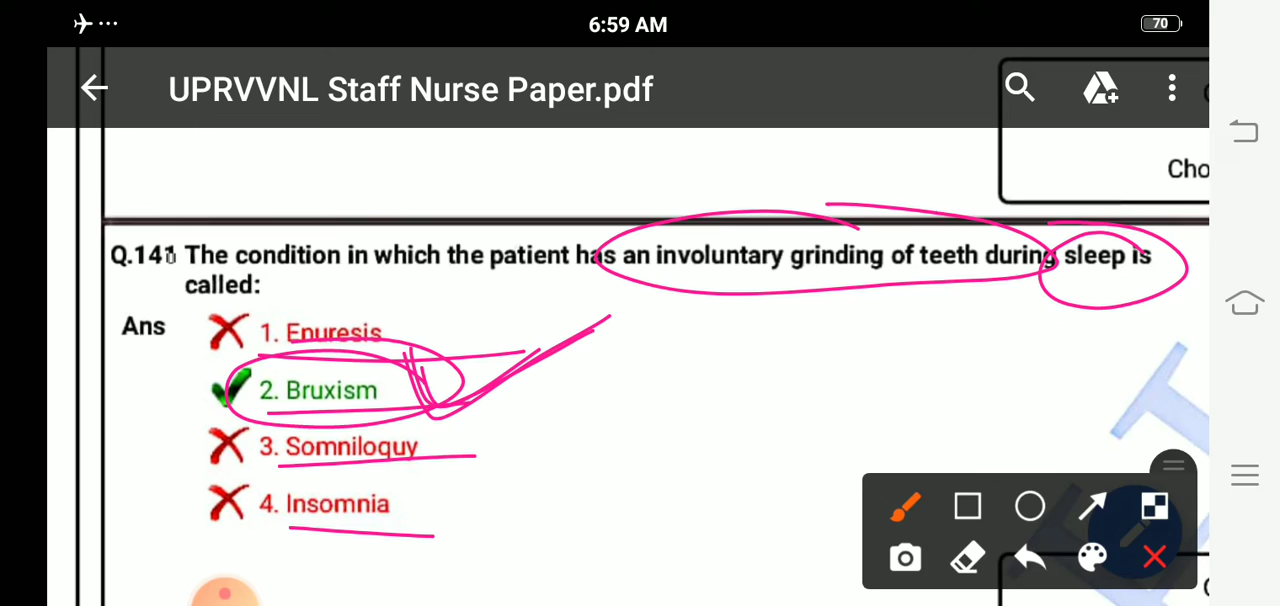 6:59 AM
70
UPRVVNL Staff Nurse Paper.pdf
Cho
Q.141 The condition in which the patient has an involuntary grinding of teeth during sleep is
called:
Ans
1. Enuresis
2. Bruxism
3. Somniloquy
4. Insomnia